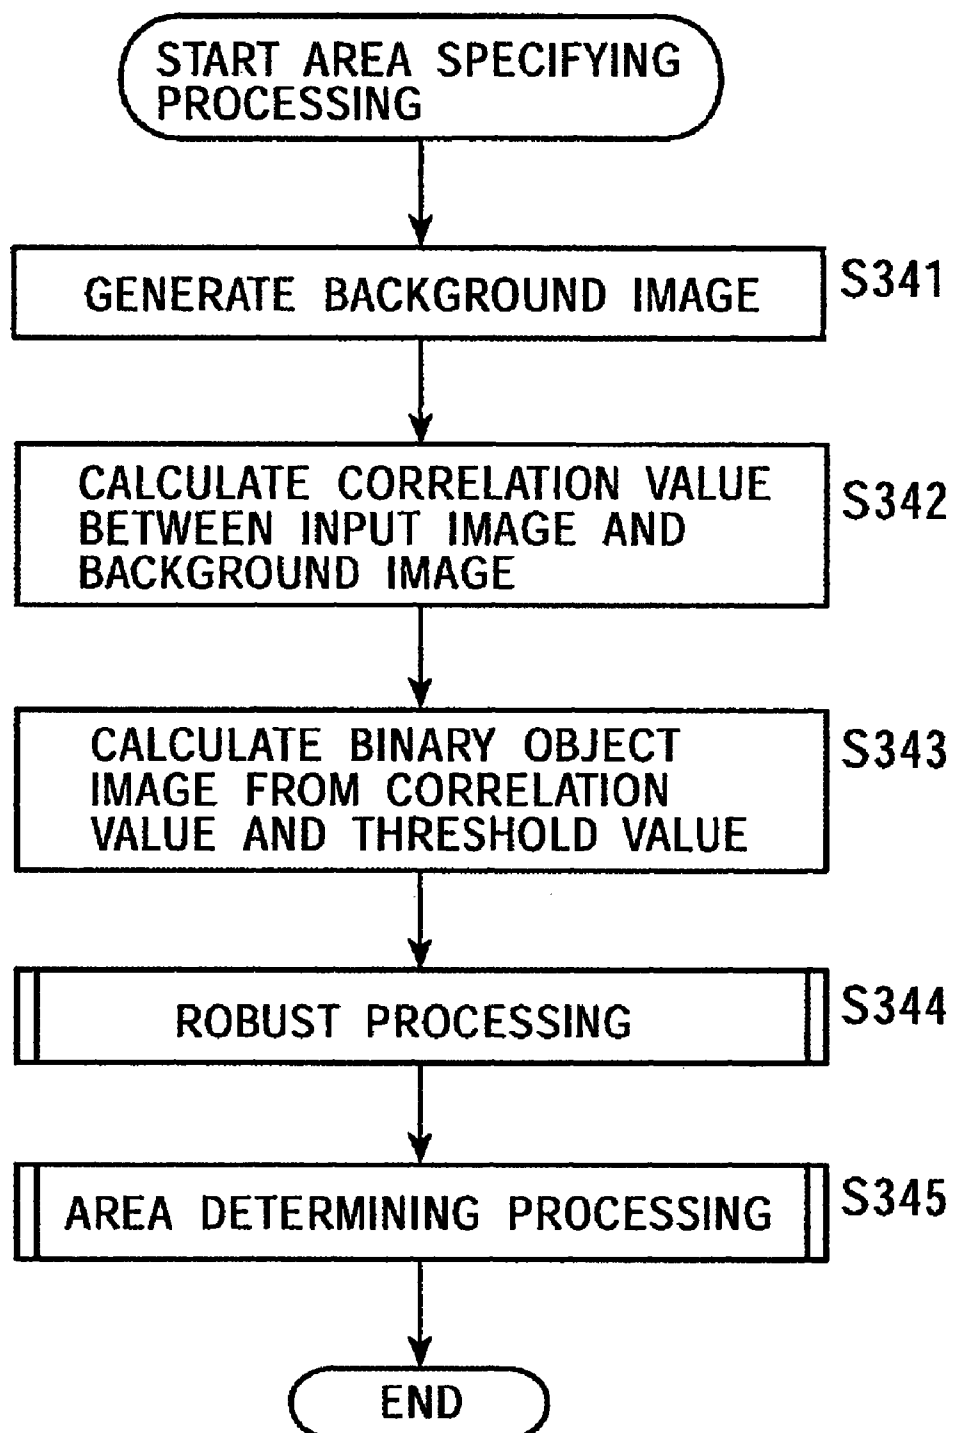 START AREA SPECIFYING
PROCESSING
GENERATE BACKGROUND IMAGE
S341
CALCULATE CORRELATION VALUE
BETWEEN INPUT IMAGE AND
BACKGROUND IMAGE
S342
CALCULATE BINARY OBJECT
IMAGE FROM CORRELATION
VALUE AND THRESHOLD VALUE
S343
ROBUST PROCESSING
S344
AREA DETERMINING PROCESSING
S345
END